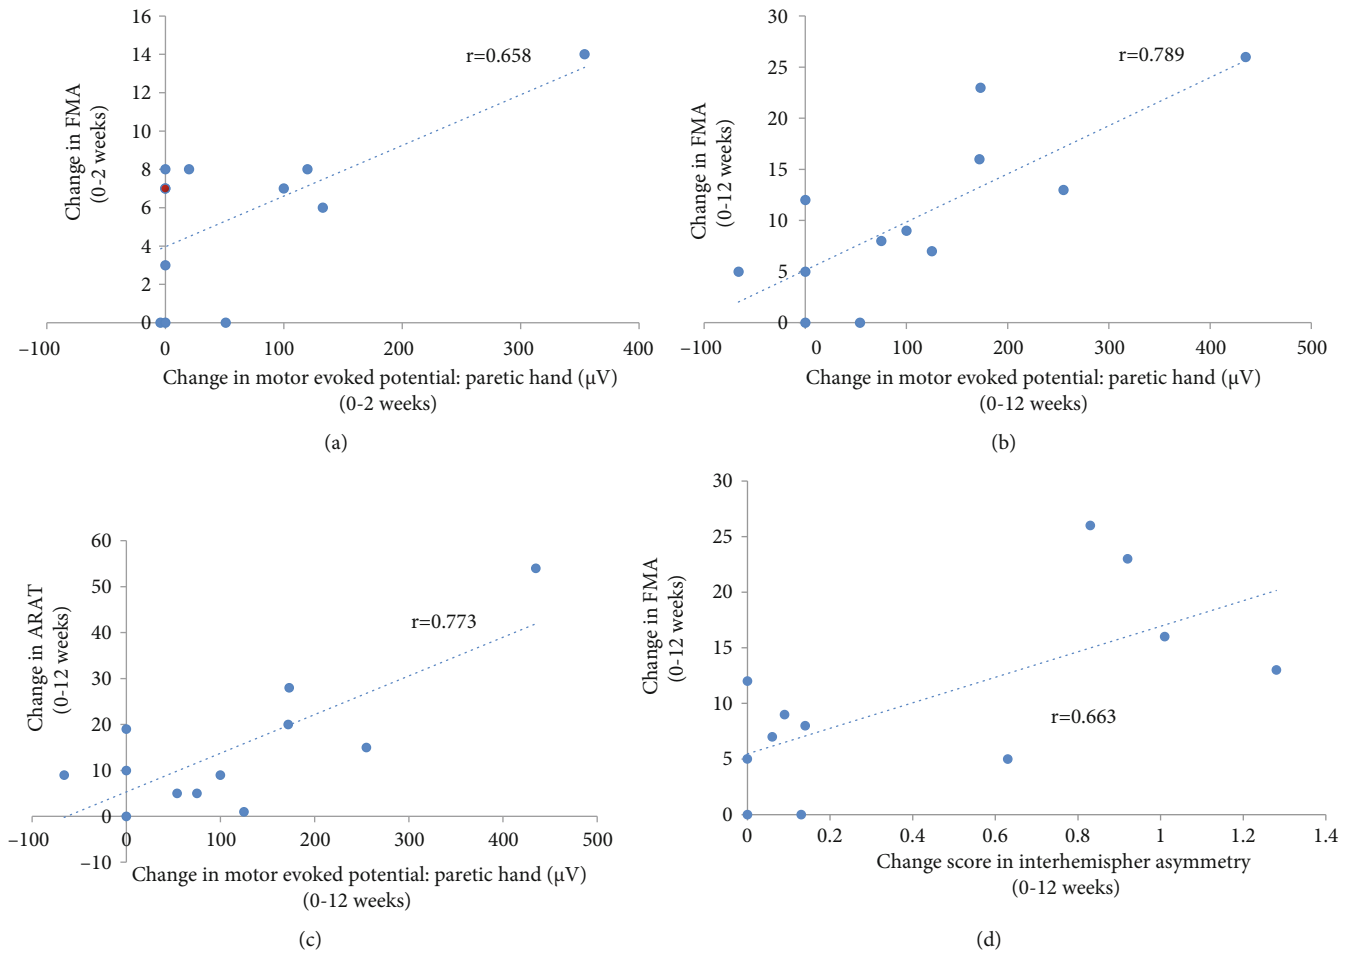 16
14
12
10
8
6
4
2
0
Change in FMA
(0-2 weeks)
r=0.658
−100
0
100
200
300
400
Change in motor evoked potential: paretic hand (μV)
(0-2 weeks)
(a)
30
25
20
15
10
5
0
Change in FMA
(0-12 weeks)
r=0.789
−100
0
100
200
300
400
500
Change in motor evoked potential: paretic hand (μV)
(0-12 weeks)
(b)
60
50
40
30
20
10
0
−10
Change in ARAT
(0-12 weeks)
r=0.773
−100
0
100
200
300
400
500
Change in motor evoked potential: paretic hand (μV)
(0-12 weeks)
(c)
30
25
20
15
10
5
0
Change in FMA
(0-12 weeks)
r=0.663
0
0.2
0.4
0.6
0.8
1
1.2
1.4
Change score in interhemispher asymmetry
(0-12 weeks)
(d)